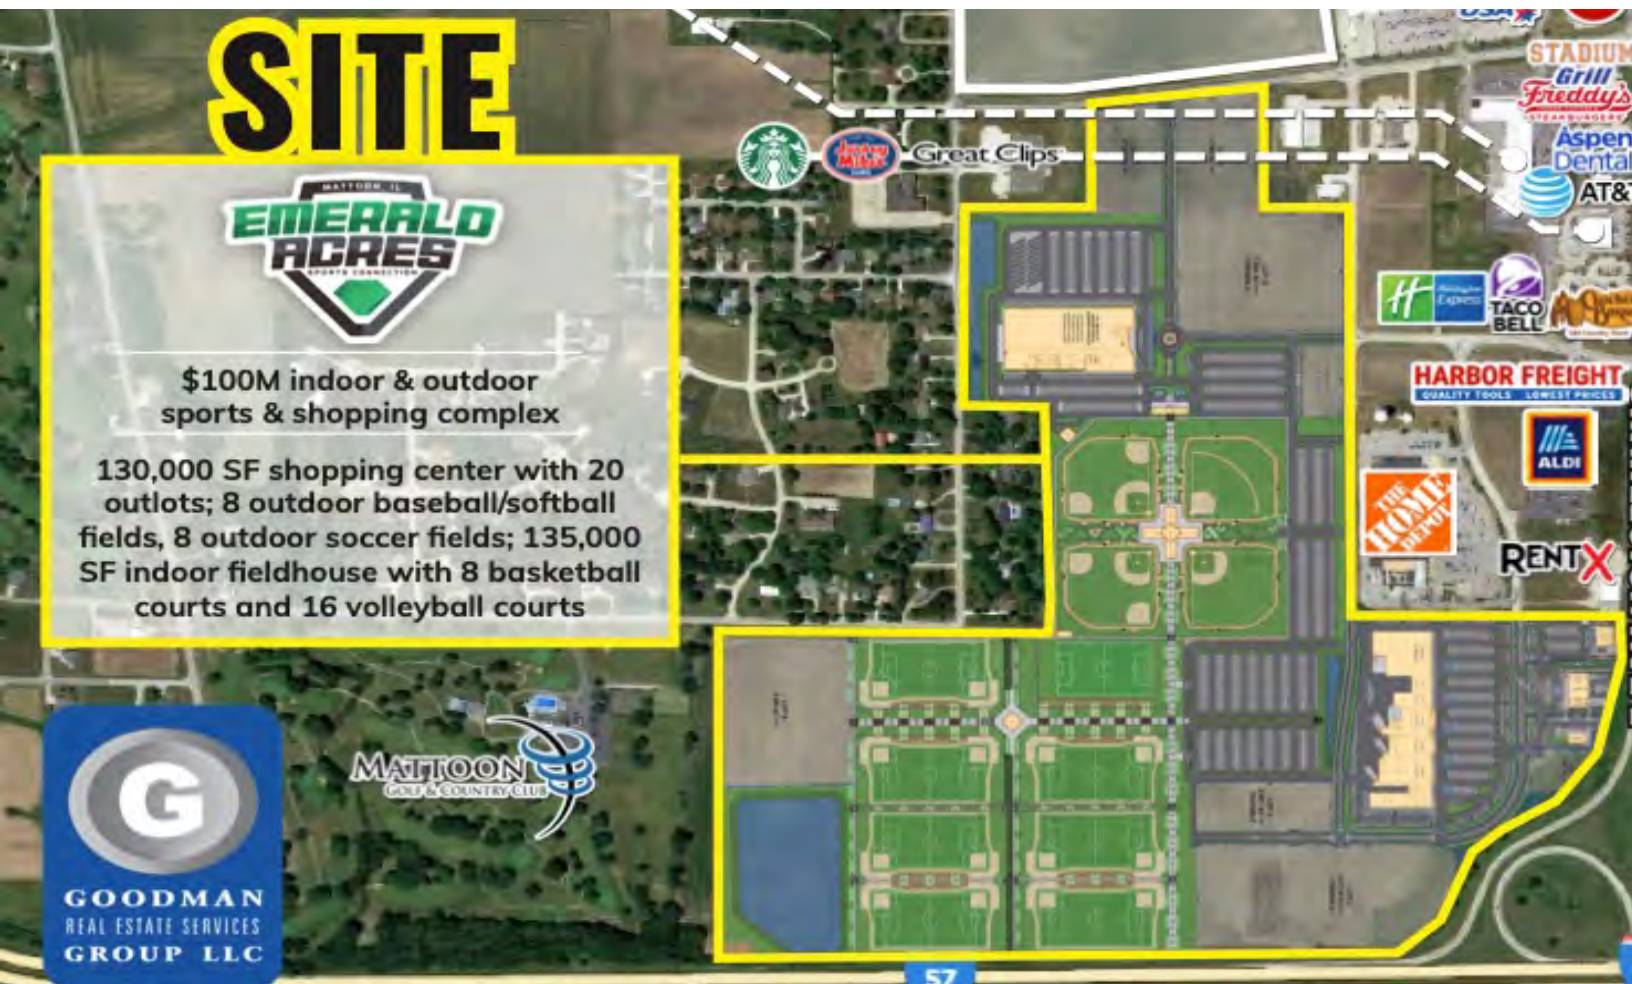 SITE
MATTOON, IL
EMERALD
ACRES
SPORTS CONNECTION
$100M indoor & outdoor
sports & shopping complex
130,000 SF shopping center with 20
outlots; 8 outdoor baseball/softball
fields, 8 outdoor soccer fields; 135,000
SF indoor fieldhouse with 8 basketball
courts and 16 volleyball courts
Jersey
Mike's
SUBS
Great Clips
USA
STADIUM
Grill
Freddy's
STEAKBURGERS
Aspen
Dental
AT&T
H
Express
TACO
BELL
HARBOR FREIGHT
QUALITY TOOLS LOWEST PRICES
ALDI
THE
HOME
DEPOT
RENTX
MATTOON
GOLF & COUNTRY CLUB
G
GOODMAN
REAL ESTATE SERVICES
GROUP LLC
57